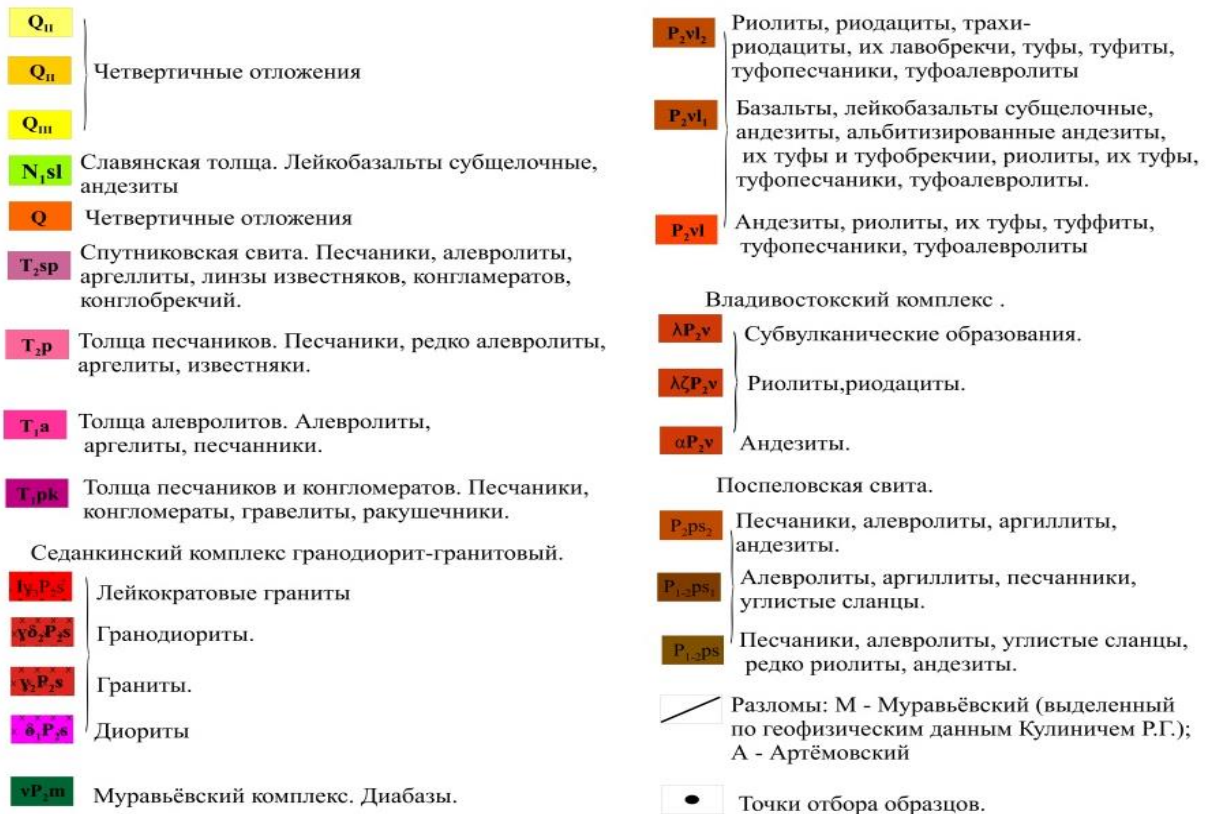 Q_II
Q_II
Четвертичные отложения
Q_III
N₁sl
Славянская толща. Лейкобазальты субщелочные,
андезиты
Q
Четвертичные отложения
T₂sp
Спутниковская свита. Песчаники, алевролиты,
аргеллиты, линзы известняков, конгламератов,
конглобрекчий.
T₂p
Толща песчаников. Песчаники, редко алевролиты,
аргелиты, известняки.
T₁a
Толща алевролитов. Алевролиты,
аргелиты, песчанники.
T₁pk
Толща песчаников и конгломератов. Песчаники,
конгломераты, гравелиты, ракушечники.
Седанкинский комплекс гранодиорит-гранитовый.
lγ₃P₂s
Лейкократовые граниты
γδ₂P₂s
Гранодиориты.
γ₂P₂s
Граниты.
δ₁P₂s
Диориты
νP₂m
Муравьёвский комплекс. Диабазы.
P₂vl₂
Риолиты, риодациты, трахи-
риодациты, их лавобрекчи, туфы, туфиты,
туфопесчаники, туфоалевролиты
P₂vl₁
Базальты, лейкобазальты субщелочные,
андезиты, альбитизированные андезиты,
их туфы и туфобрекчии, риолиты, их туфы,
туфопесчаники, туфоалевролиты.
P₂vl
Андезиты, риолиты, их туфы, туффиты,
туфопесчаники, туфоалевролиты
Владивостокский комплекс .
λP₂v
Субвулканические образования.
λζP₂v
Риолиты,риодациты.
αP₂v
Андезиты.
Поспеловская свита.
P₂ps₂
Песчаники, алевролиты, аргиллиты,
андезиты.
P₁₋₂ps₁
Алевролиты, аргиллиты, песчанники,
углистые сланцы.
P₁₋₂ps
Песчаники, алевролиты, углистые сланцы,
редко риолиты, андезиты.
Разломы: М - Муравьёвский (выделенный
по геофизическим данным Кулиничем Р.Г.);
А - Артёмовский
Точки отбора образцов.